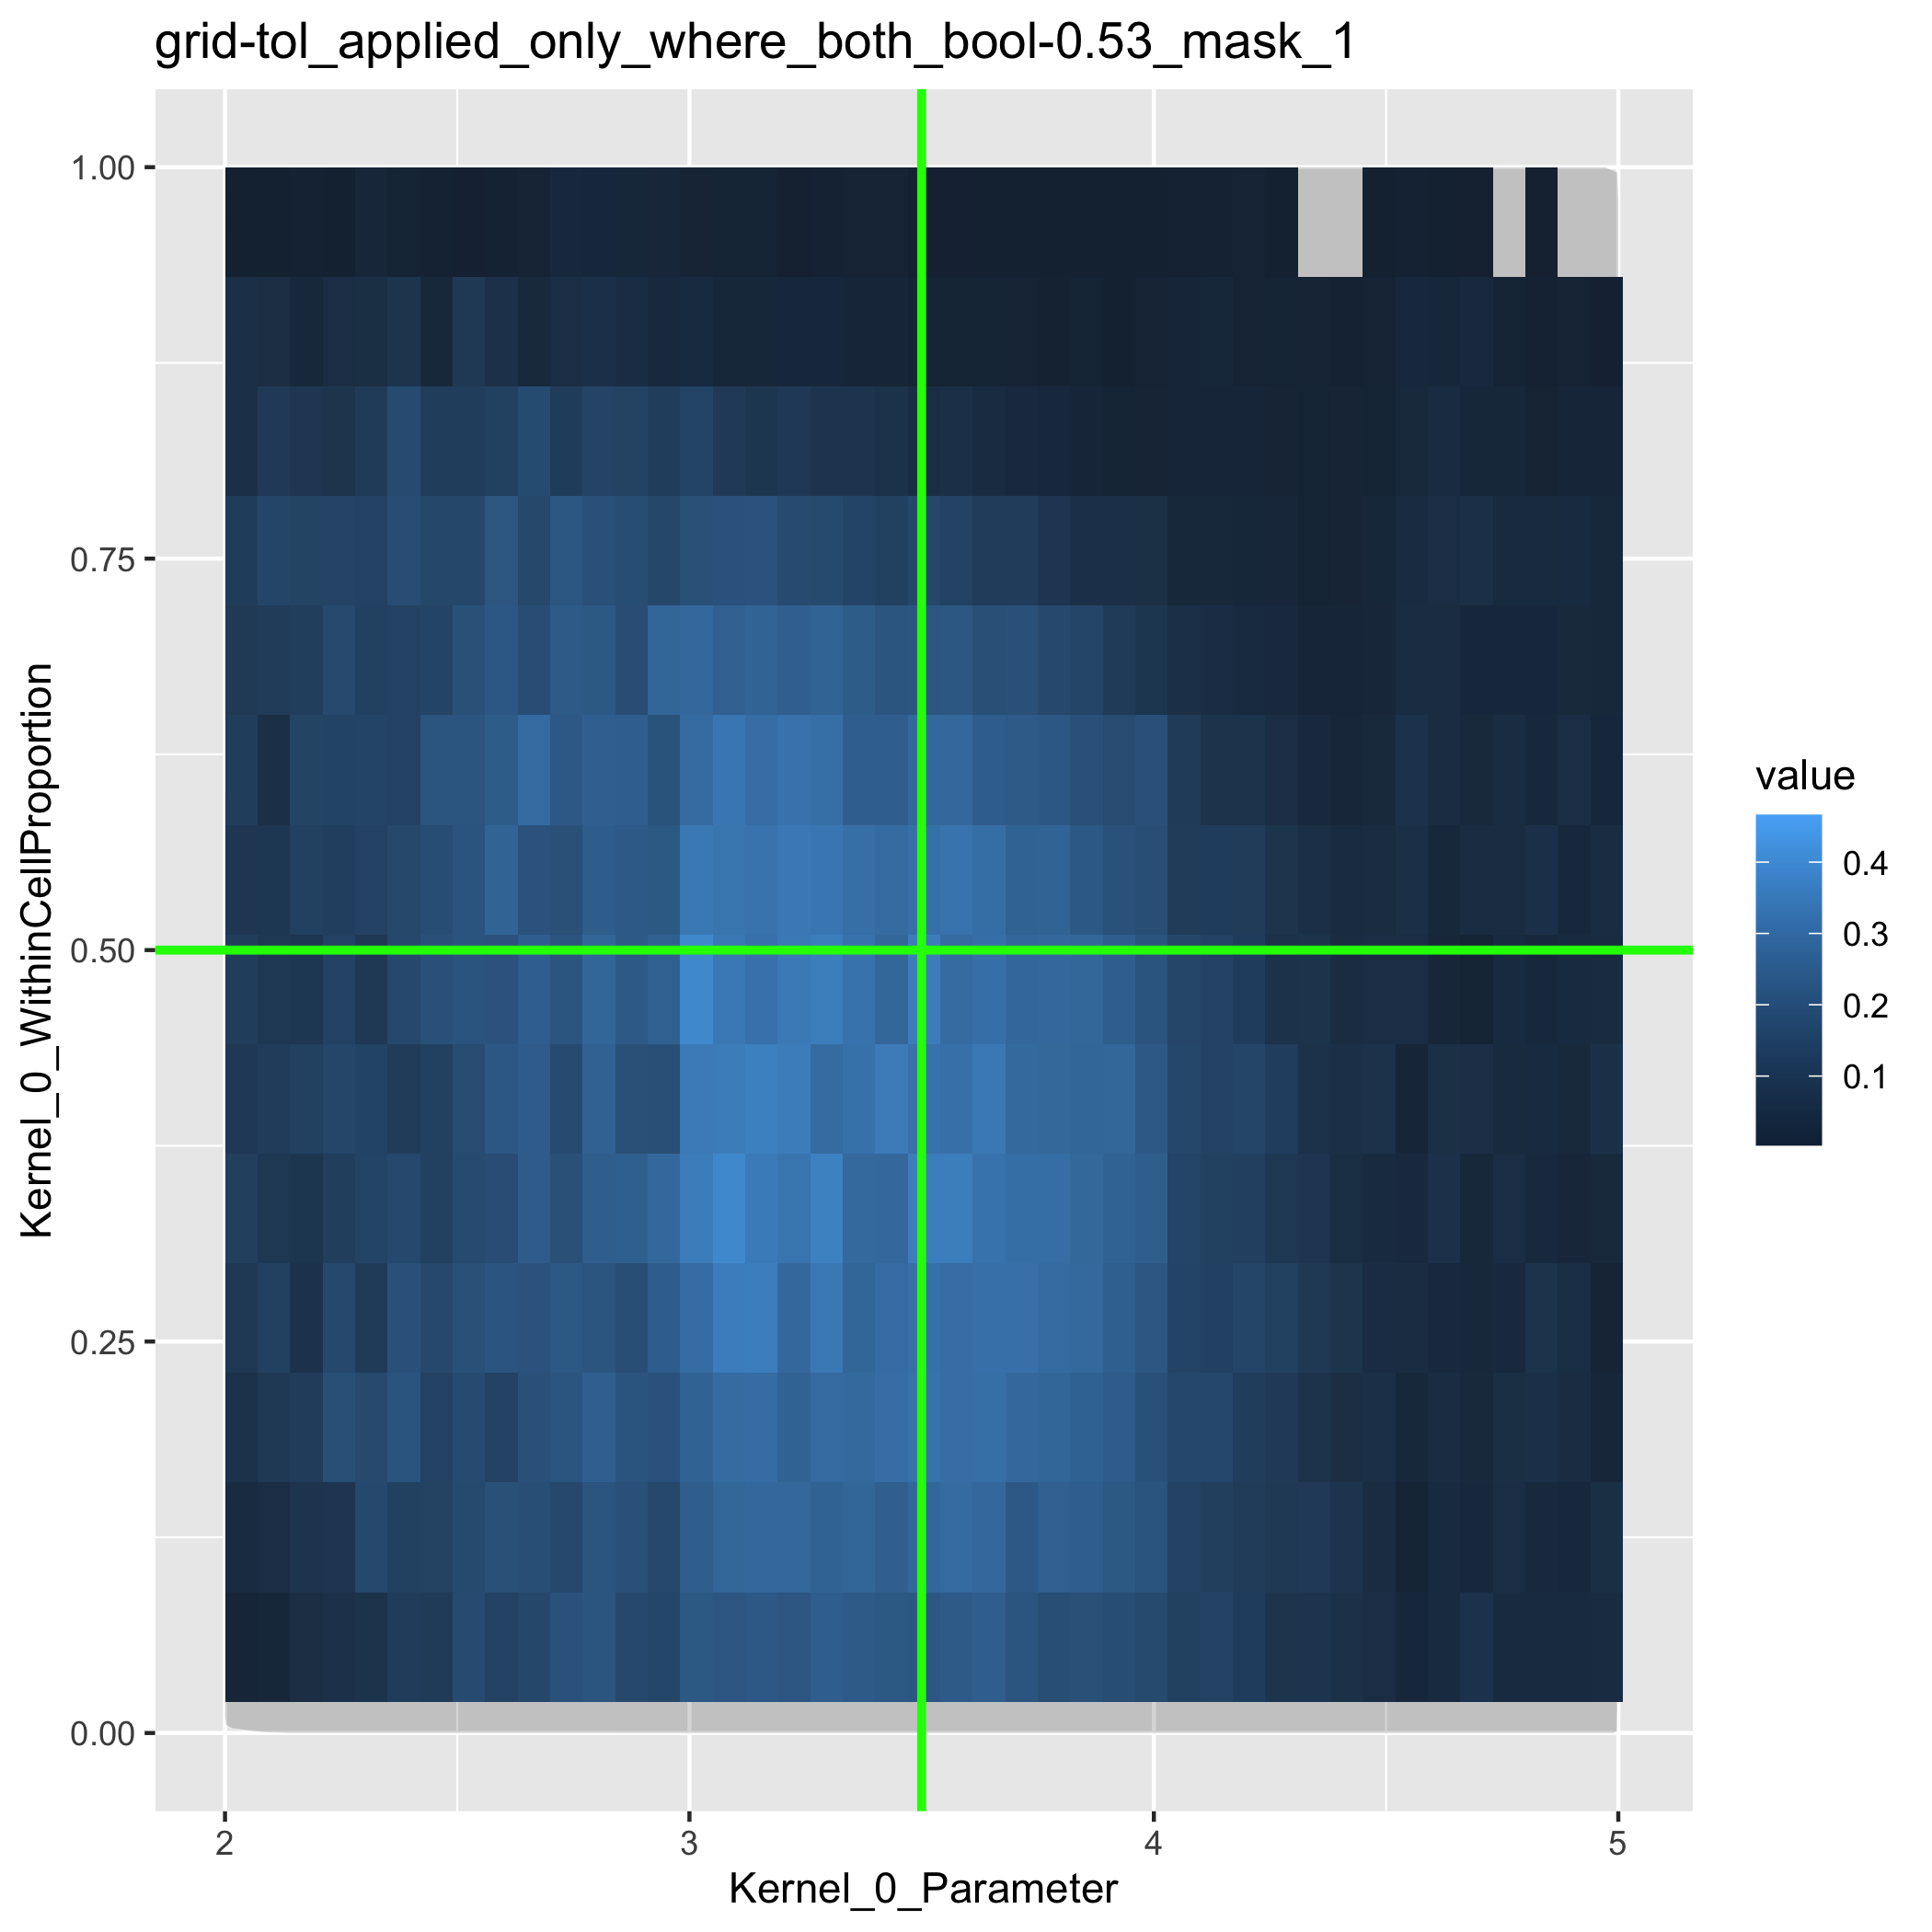 grid-tol_applied_only_where_both_bool-0.53_mask_1
1.00
0.75
0.50
0.25
0.00
Kernel_0_WithinCellProportion
2 3 4 5
Kernel_0_Parameter
value
0.4
0.3
0.2
0.1